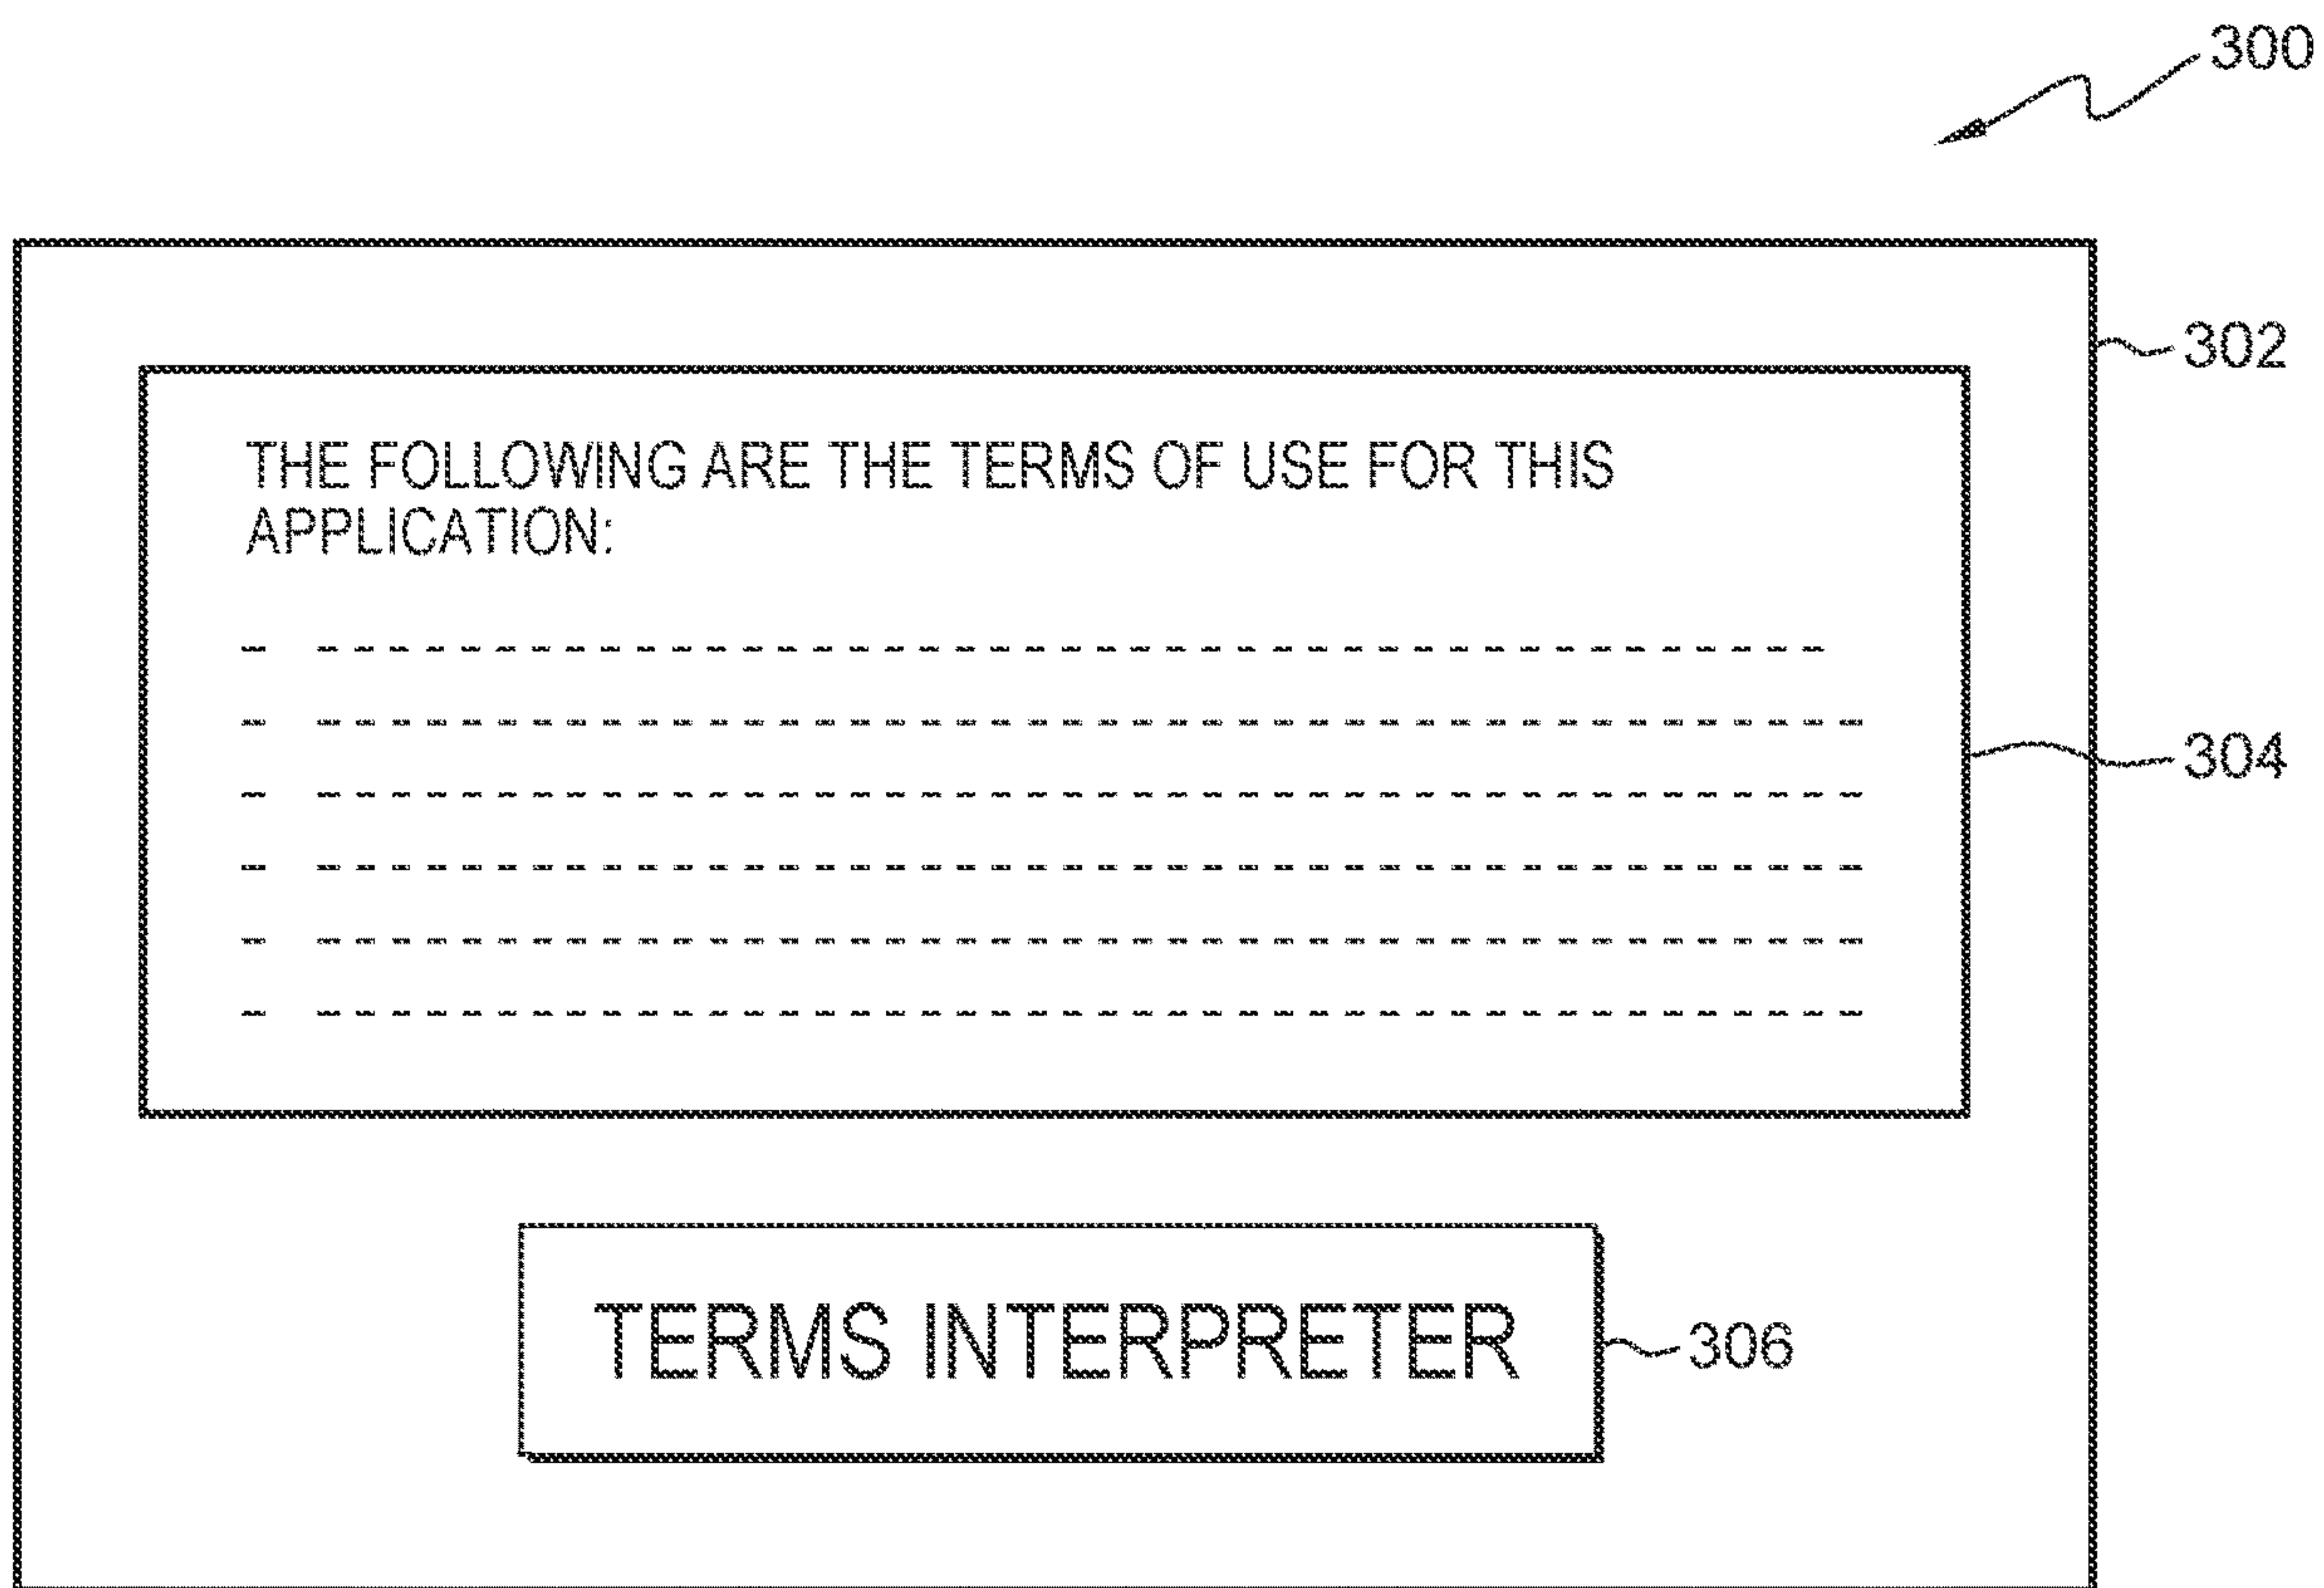 300
302
THE FOLLOWING ARE THE TERMS OF USE FOR THIS
APPLICATION:
304
TERMS INTERPRETER
306